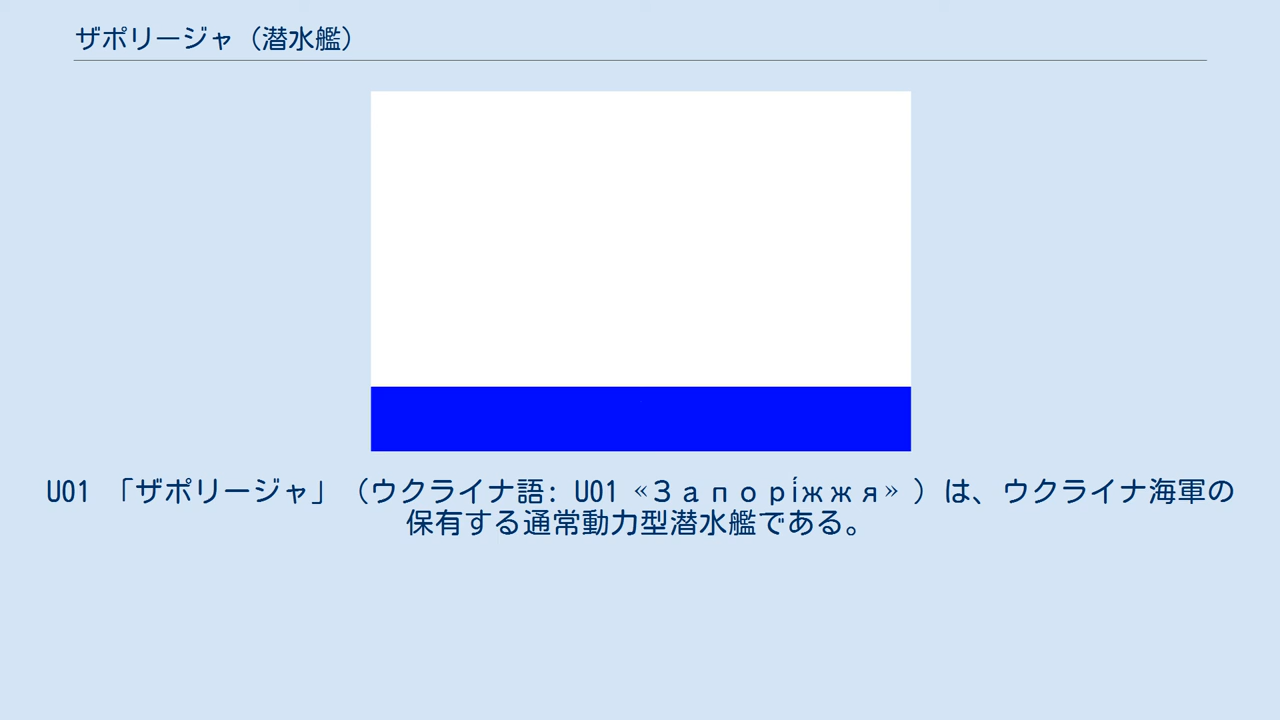 ザポリージャ（潜水艦）
U01 「ザポリージャ」（ウクライナ語: U01 «Запорі́жжя» ）は、ウクライナ海軍の
保有する通常動力型潜水艦である。